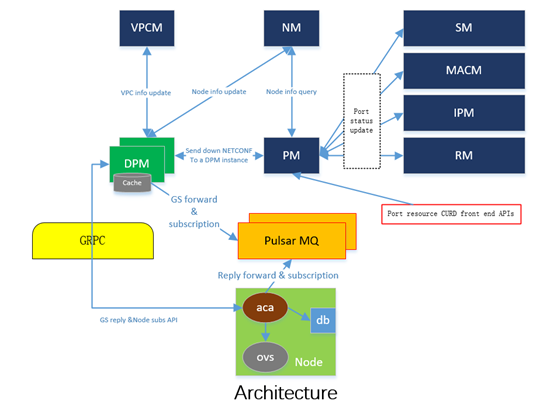 VPCM
NM
SM
MACM
IPM
RM
VPC info update
Node info update
Node info query
Port
status
update
DPM
Cache
Send down NETCONF
To a DPM instance
PM
GS forward
&
subscription
Port resource CURD front end APIs
GRPC
Pulsar MQ
Reply forward & subscription
GS reply &Node subs API
aca
db
ovs
Node
Architecture